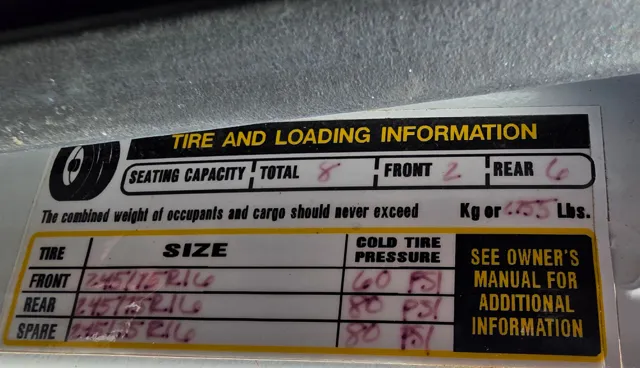 TIRE AND LOADING INFORMATION
SEATING CAPACITY TOTAL 8 FRONT 2 REAR 6
The combined weight of occupants and cargo should never exceed Kg or Lbs.
TIRE SIZE COLD TIRE PRESSURE SEE OWNER'S MANUAL FOR ADDITIONAL INFORMATION
FRONT 245/75R16 60 PSI
REAR 245/75R16 80 PSI
SPARE 245/75R16 80 PSI